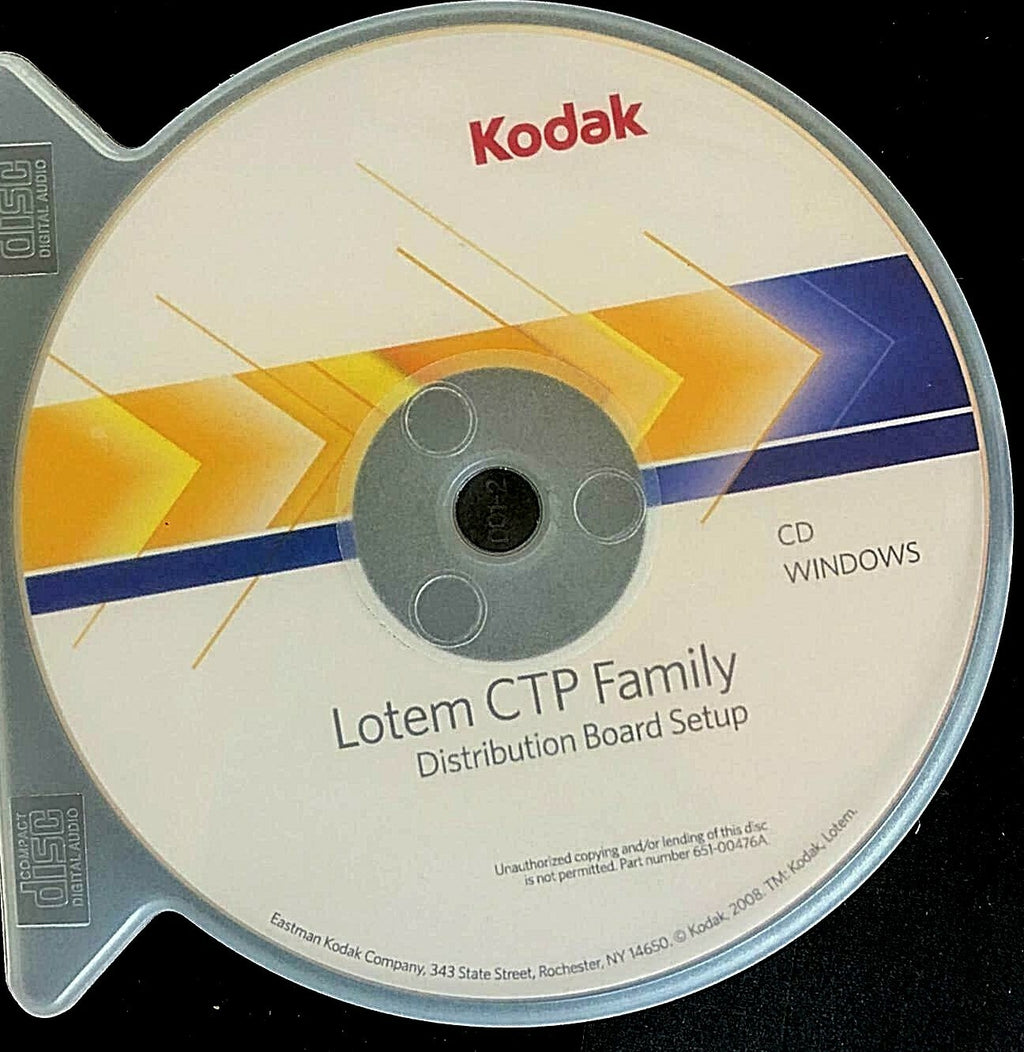 Kodak
disc
DIGITAL AUDIO
CD
WINDOWS
Lotem CTP Family
Distribution Board Setup
Unauthorized copying and/or lending of this disc
is not permitted. Part number 651-00476A
Eastman Kodak Company, 343 State Street, Rochester, NY 14650. © Kodak, 2008. TM: Kodak, Lotem.
COMPACT
disc
DIGITAL AUDIO